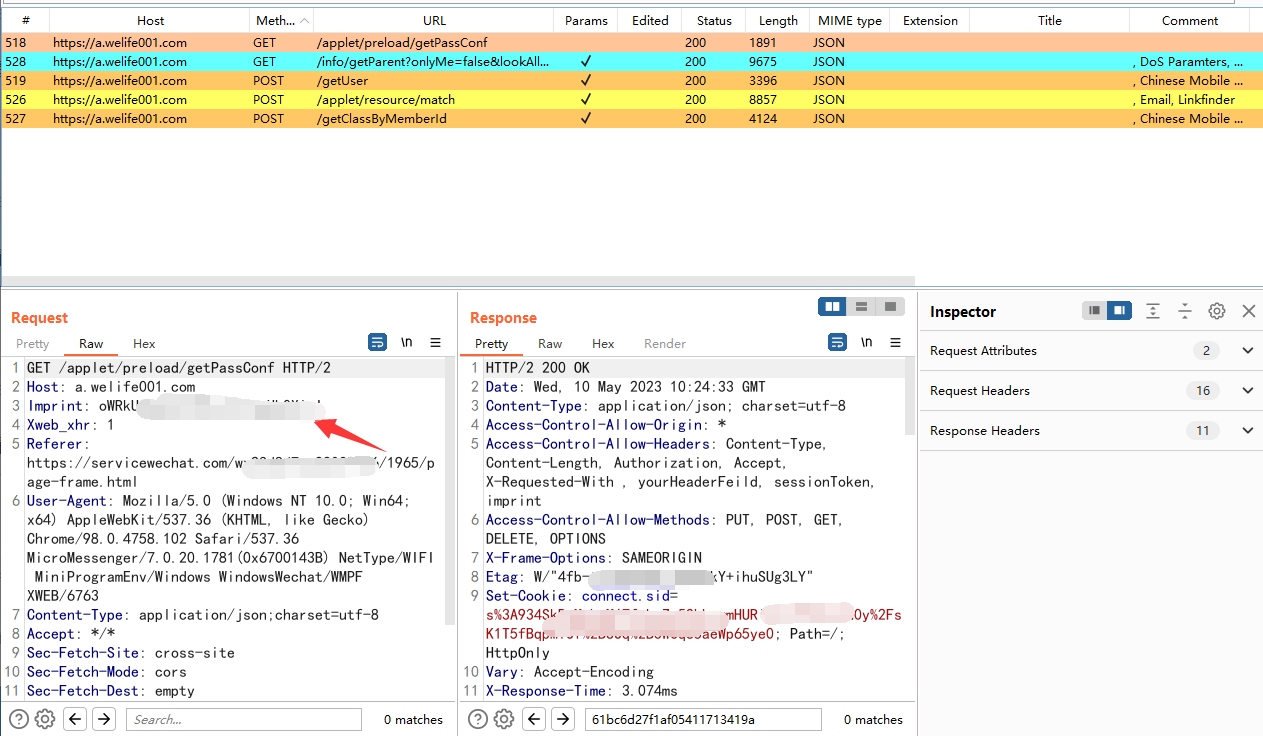 # Host Meth... URL Params Edited Status Length MIME type Extension Title Comment
518 https://a.welife001.com GET /applet/preload/getPassConf 200 1891 JSON
528 https://a.welife001.com GET /info/getParent?onlyMe=false&lookAll... ✓ 200 9675 JSON , DoS Paramters, ...
519 https://a.welife001.com POST /getUser ✓ 200 3396 JSON , Chinese Mobile ...
526 https://a.welife001.com POST /applet/resource/match ✓ 200 8857 JSON , Email, Linkfinder
527 https://a.welife001.com POST /getClassByMemberId ✓ 200 4124 JSON , Chinese Mobile ...
Request
Pretty Raw Hex \n
1 GET /applet/preload/getPassConf HTTP/2
2 Host: a.welife001.com
3 Imprint: oWRk
4 Xweb_xhr: 1
5 Referer:
https://servicewechat.com/ /1965/p
age-frame.html
6 User-Agent: Mozilla/5.0 (Windows NT 10.0; Win64;
x64) AppleWebKit/537.36 (KHTML, like Gecko)
Chrome/98.0.4758.102 Safari/537.36
MicroMessenger/7.0.20.1781(0x6700143B) NetType/WIFI
MiniProgramEnv/Windows WindowsWechat/WMPF
XWEB/6763
7 Content-Type: application/json;charset=utf-8
8 Accept: */*
9 Sec-Fetch-Site: cross-site
10 Sec-Fetch-Mode: cors
11 Sec-Fetch-Dest: empty
Search... 0 matches
Response
Pretty Raw Hex Render \n
1 HTTP/2 200 OK
2 Date: Wed, 10 May 2023 10:24:33 GMT
3 Content-Type: application/json; charset=utf-8
4 Access-Control-Allow-Origin: *
5 Access-Control-Allow-Headers: Content-Type,
Content-Length, Authorization, Accept,
X-Requested-With , yourHeaderFeild, sessionToken,
imprint
6 Access-Control-Allow-Methods: PUT, POST, GET,
DELETE, OPTIONS
7 X-Frame-Options: SAMEORIGIN
8 Etag: W/"4fb- kY+ihuSUg3LY"
9 Set-Cookie: connect.sid=
s%3A934Sk mHUR Oy%2Fs
K1T5fBqp aeWp65ye0; Path=/;
HttpOnly
10 Vary: Accept-Encoding
11 X-Response-Time: 3.074ms
61bc6d27f1af05411713419a 0 matches
Inspector
Request Attributes 2
Request Headers 16
Response Headers 11